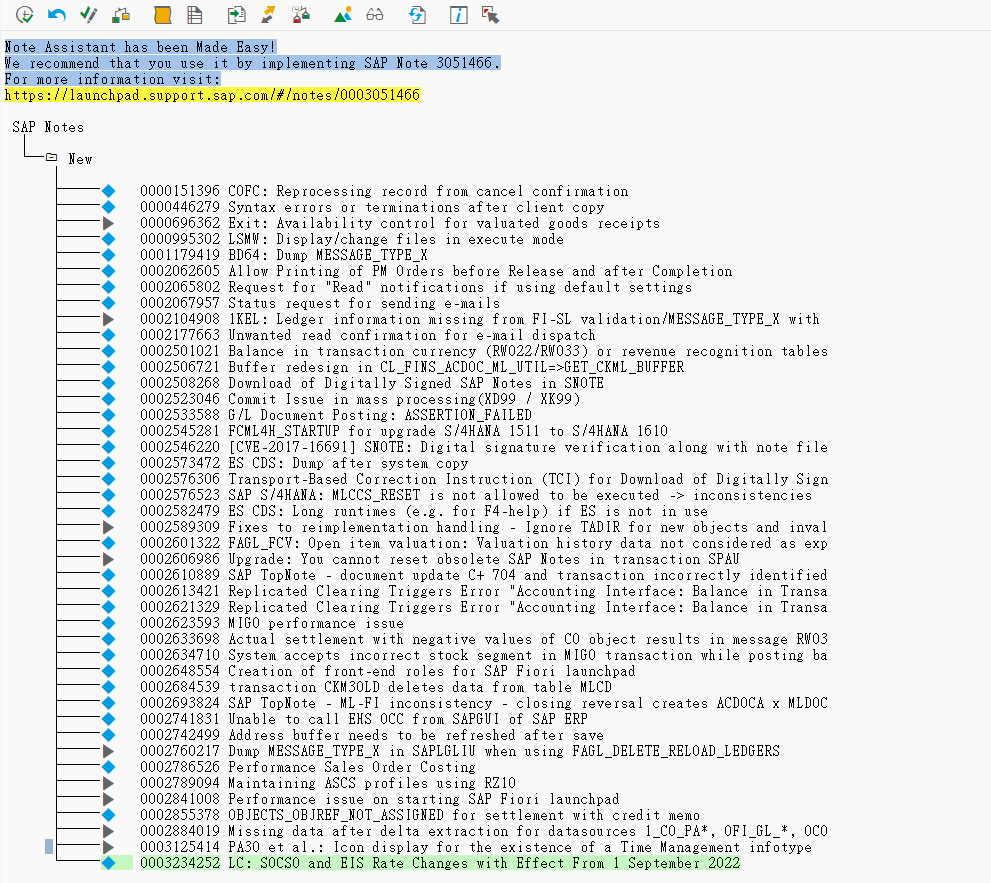 Note Assistant has been Made Easy!
We recommend that you use it by implementing SAP Note 3051466.
For more information visit:
https://launchpad.support.sap.com/#/notes/0003051466
SAP Notes
New
0000151396 COFC: Reprocessing record from cancel confirmation
0000446279 Syntax errors or terminations after client copy
0000696362 Exit: Availability control for valuated goods receipts
0000995302 LSMW: Display/change files in execute mode
0001179419 BD64: Dump MESSAGE_TYPE_X
0002062605 Allow Printing of PM Orders before Release and after Completion
0002065802 Request for "Read" notifications if using default settings
0002067957 Status request for sending e-mails
0002104908 1KEL: Ledger information missing from FI-SL validation/MESSAGE_TYPE_X with
0002177663 Unwanted read confirmation for e-mail dispatch
0002501021 Balance in transaction currency (RW022/RW033) or revenue recognition tables
0002506721 Buffer redesign in CL_FINS_ACDOC_ML_UTIL=>GET_CKML_BUFFER
0002508268 Download of Digitally Signed SAP Notes in SNOTE
0002523046 Commit Issue in mass processing(XD99 / XK99)
0002533588 G/L Document Posting: ASSERTION_FAILED
0002545281 FCML4H_STARTUP for upgrade S/4HANA 1511 to S/4HANA 1610
0002546220 [CVE-2017-16691] SNOTE: Digital signature verification along with note file
0002573472 ES CDS: Dump after system copy
0002576306 Transport-Based Correction Instruction (TCI) for Download of Digitally Sign
0002576523 SAP S/4HANA: MLCCS_RESET is not allowed to be executed -> inconsistencies
0002582479 ES CDS: Long runtimes (e.g. for F4-help) if ES is not in use
0002589309 Fixes to reimplementation handling - Ignore TADIR for new objects and inval
0002601322 FAGL_FCV: Open item valuation: Valuation history data not considered as exp
0002606986 Upgrade: You cannot reset obsolete SAP Notes in transaction SPAU
0002610889 SAP TopNote - document update C+ 704 and transaction incorrectly identified
0002613421 Replicated Clearing Triggers Error "Accounting Interface: Balance in Transa
0002621329 Replicated Clearing Triggers Error "Accounting Interface: Balance in Transa
0002623593 MIGO performance issue
0002633698 Actual settlement with negative values of CO object results in message RW03
0002634710 System accepts incorrect stock segment in MIGO transaction while posting ba
0002648554 Creation of front-end roles for SAP Fiori launchpad
0002684539 transaction CKM3OLD deletes data from table MLCD
0002693824 SAP TopNote - ML-FI inconsistency - closing reversal creates ACDOCA x MLDOC
0002741831 Unable to call EHS OCC from SAPGUI of SAP ERP
0002742499 Address buffer needs to be refreshed after save
0002760217 Dump MESSAGE_TYPE_X in SAPLGLIU when using FAGL_DELETE_RELOAD_LEDGERS
0002786526 Performance Sales Order Costing
0002789094 Maintaining ASCS profiles using RZ10
0002841008 Performance issue on starting SAP Fiori launchpad
0002855378 OBJECTS_OBJREF_NOT_ASSIGNED for settlement with credit memo
0002884019 Missing data after delta extraction for datasources 1_CO_PA*, 0FI_GL_*, 0CO
0003125414 PA30 et al.: Icon display for the existence of a Time Management infotype
0003234252 LC: SOCSO and EIS Rate Changes with Effect From 1 September 2022